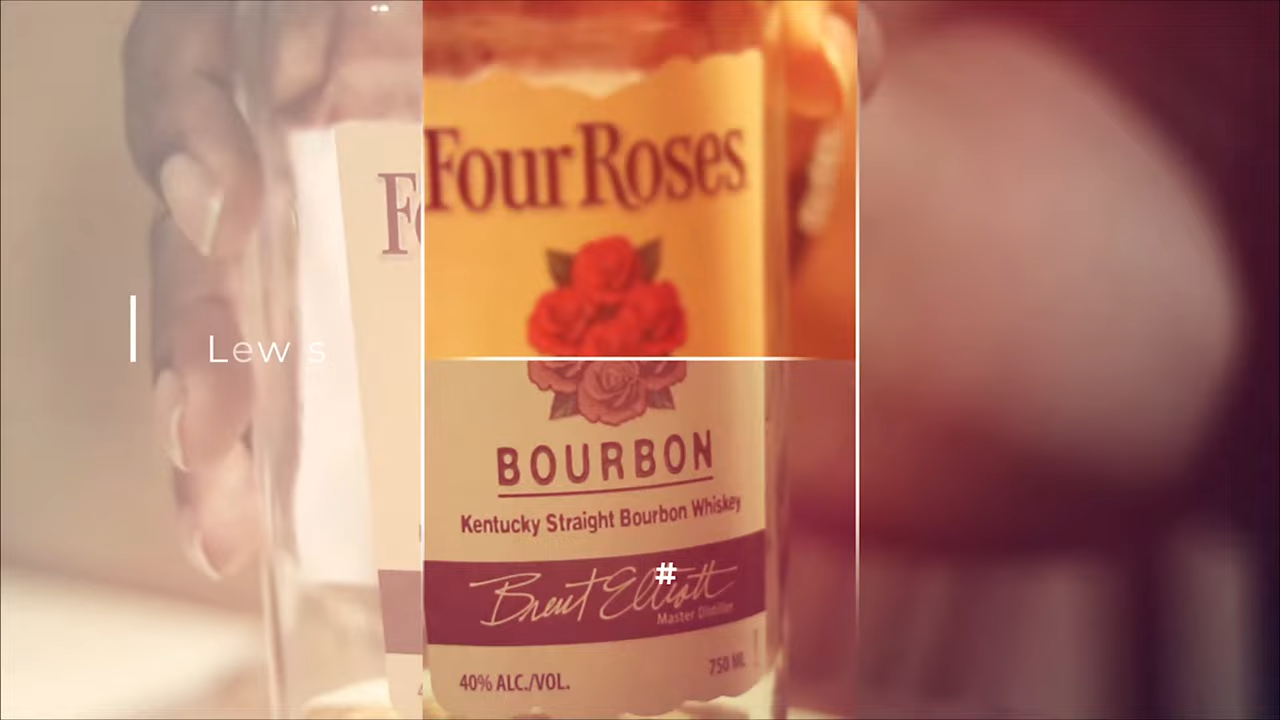 Lew s
F
Four Roses
BOURBON
Kentucky Straight Bourbon Whiskey
Brent Elliott
#
Master Distiller
40% ALC./VOL.
750 ML